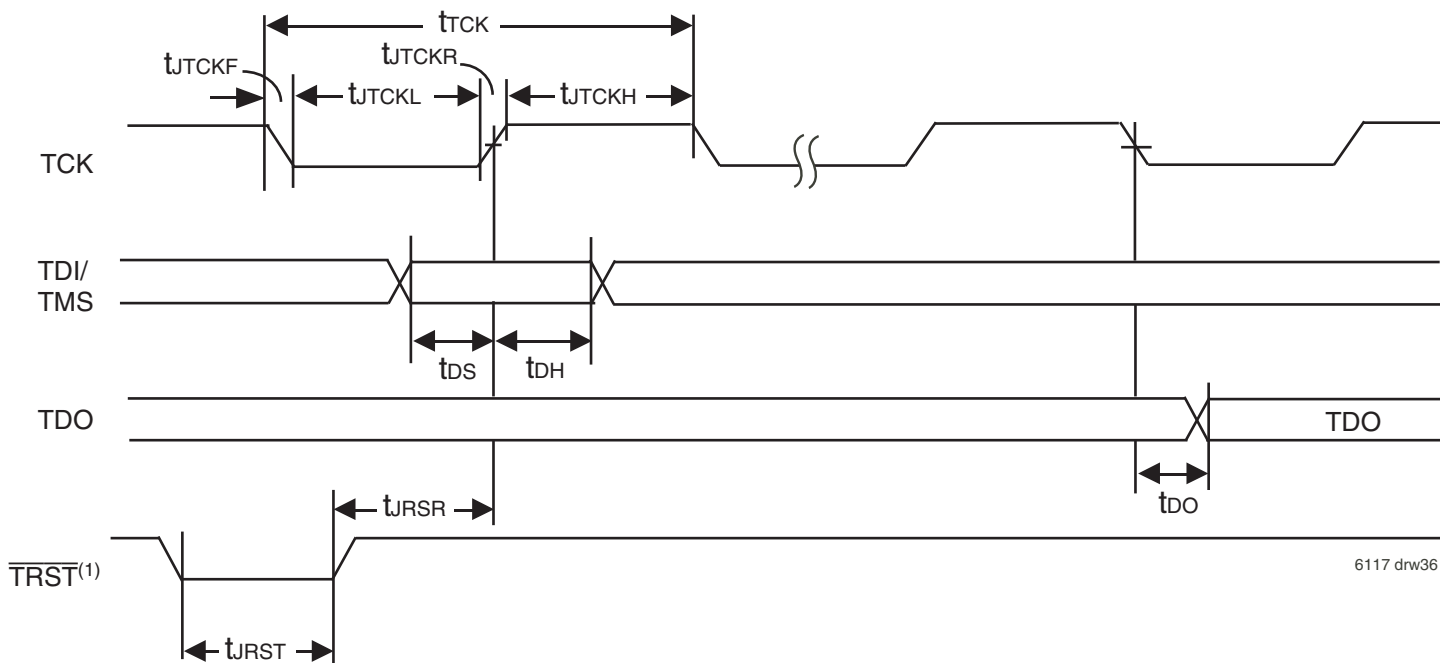 tTCK
tJTCKF
tJTCKR
tJTCKL
tJTCKH
TCK
TDI/
TMS
tDS
tDH
TDO
TDO
tDO
tJRSR
TRST(1)
6117 drw36
tJRST